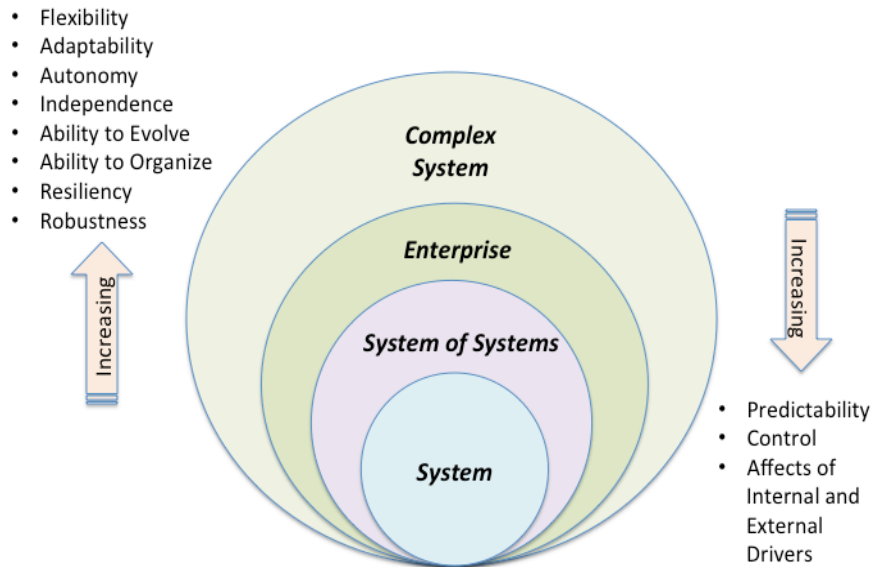 • Flexibility
• Adaptability
• Autonomy
• Independence
• Ability to Evolve
• Ability to Organize
• Resiliency
• Robustness
Increasing
Complex
System
Enterprise
System of Systems
System
Increasing
• Predictability
• Control
• Affects of
Internal and
External
Drivers